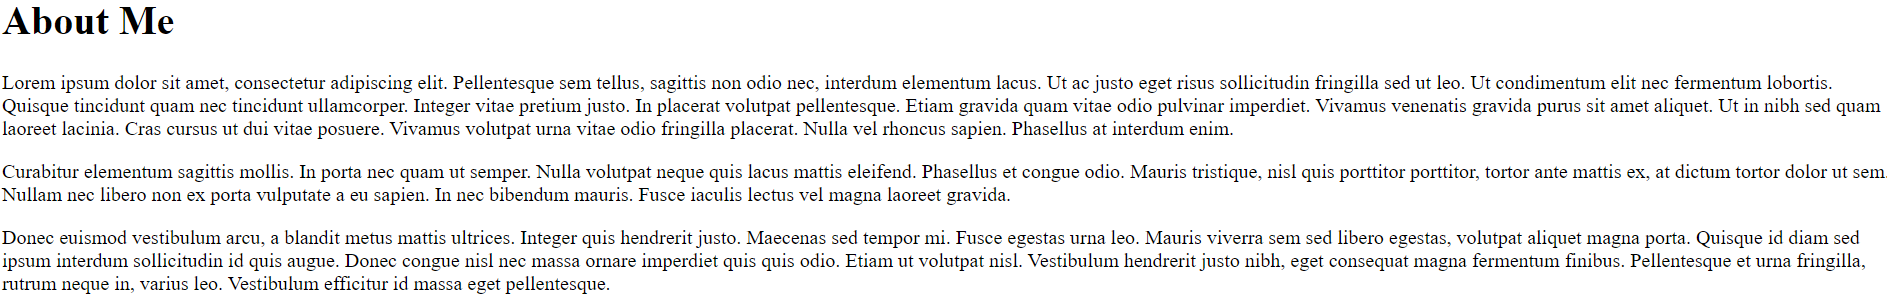 About Me
Lorem ipsum dolor sit amet, consectetur adipiscing elit. Pellentesque sem tellus, sagittis non odio nec, interdum elementum lacus. Ut ac justo eget risus sollicitudin fringilla sed ut leo. Ut condimentum elit nec fermentum lobortis.
Quisque tincidunt quam nec tincidunt ullamcorper. Integer vitae pretium justo. In placerat volutpat pellentesque. Etiam gravida quam vitae odio pulvinar imperdiet. Vivamus venenatis gravida purus sit amet aliquet. Ut in nibh sed quam
laoreet lacinia. Cras cursus ut dui vitae posuere. Vivamus volutpat urna vitae odio fringilla placerat. Nulla vel rhoncus sapien. Phasellus at interdum enim.
Curabitur elementum sagittis mollis. In porta nec quam ut semper. Nulla volutpat neque quis lacus mattis eleifend. Phasellus et congue odio. Mauris tristique, nisl quis porttitor porttitor, tortor ante mattis ex, at dictum tortor dolor ut sem.
Nullam nec libero non ex porta vulputate a eu sapien. In nec bibendum mauris. Fusce iaculis lectus vel magna laoreet gravida.
Donec euismod vestibulum arcu, a blandit metus mattis ultrices. Integer quis hendrerit justo. Maecenas sed tempor mi. Fusce egestas urna leo. Mauris viverra sem sed libero egestas, volutpat aliquet magna porta. Quisque id diam sed
ipsum interdum sollicitudin id quis augue. Donec congue nisl nec massa ornare imperdiet quis quis odio. Etiam ut volutpat nisl. Vestibulum hendrerit justo nibh, eget consequat magna fermentum finibus. Pellentesque et urna fringilla,
rutrum neque in, varius leo. Vestibulum efficitur id massa eget pellentesque.